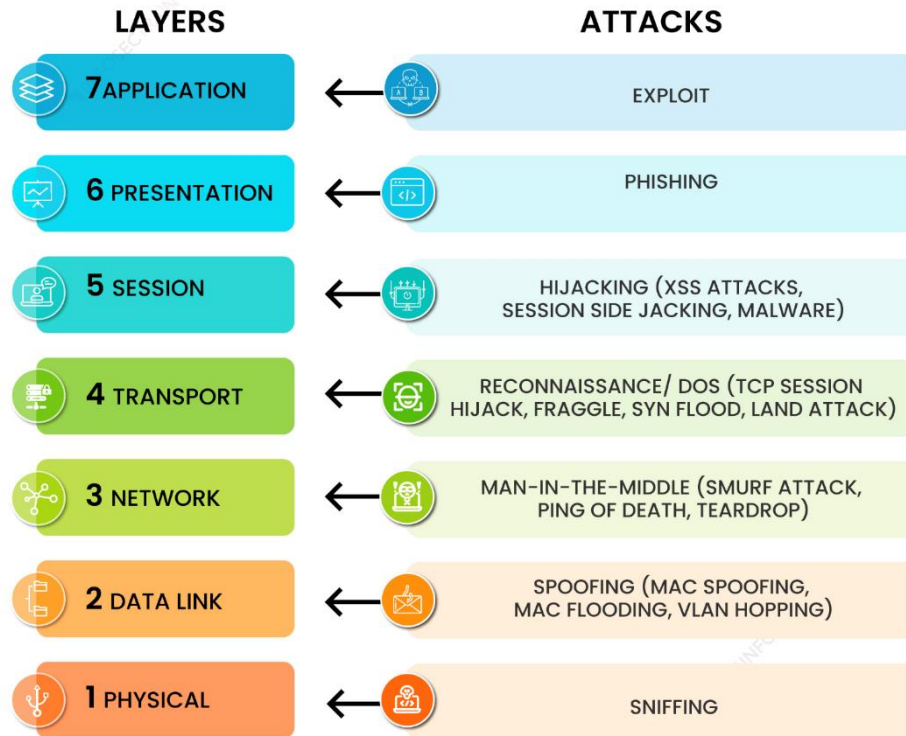 LAYERS
ATTACKS
7APPLICATION
EXPLOIT
6 PRESENTATION
PHISHING
5 SESSION
HIJACKING (XSS ATTACKS,
SESSION SIDE JACKING, MALWARE)
4 TRANSPORT
RECONNAISSANCE/ DOS (TCP SESSION
HIJACK, FRAGGLE, SYN FLOOD, LAND ATTACK)
3 NETWORK
MAN-IN-THE-MIDDLE (SMURF ATTACK,
PING OF DEATH, TEARDROP)
2 DATA LINK
SPOOFING (MAC SPOOFING,
MAC FLOODING, VLAN HOPPING)
1 PHYSICAL
SNIFFING